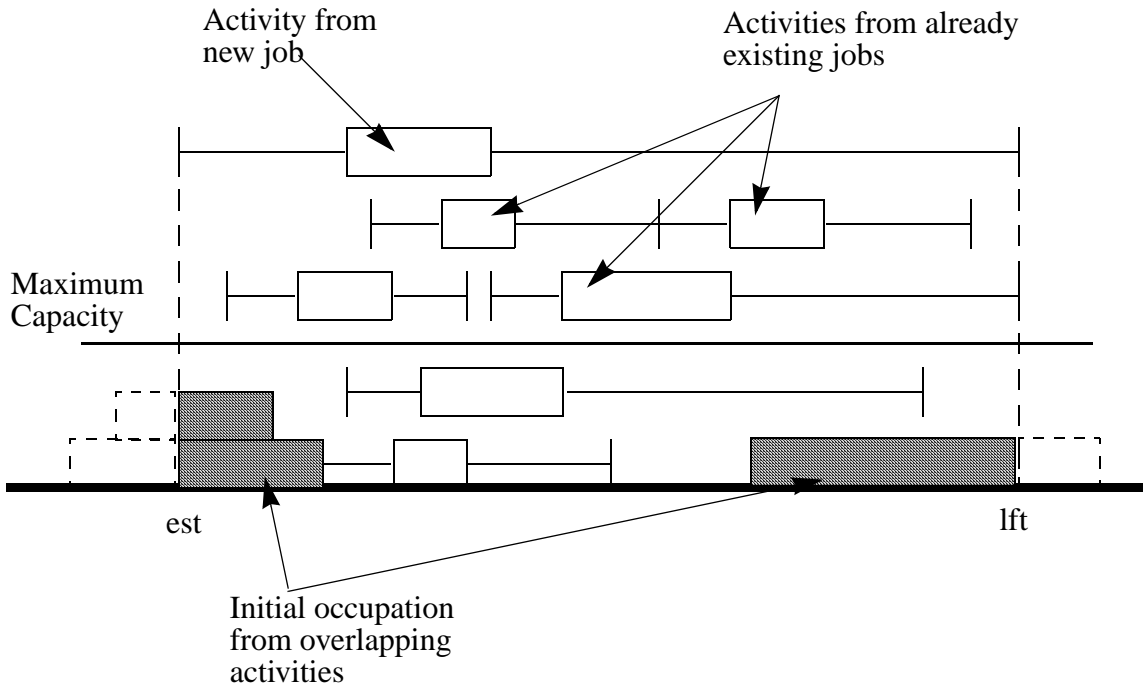 Activity from
new job
Activities from already
existing jobs
Maximum
Capacity
est
lft
Initial occupation
from overlapping
activities